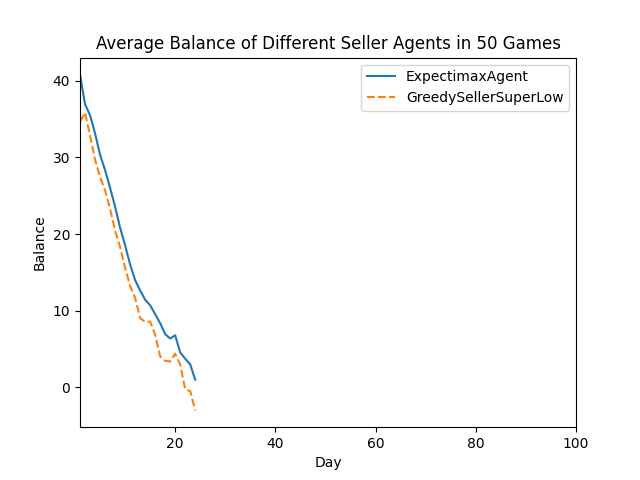 Average Balance of Different Seller Agents in 50 Games
ExpectimaxAgent
GreedySellerSuperLow
Balance
40
30
20
10
0
20 40 60 80 100
Day